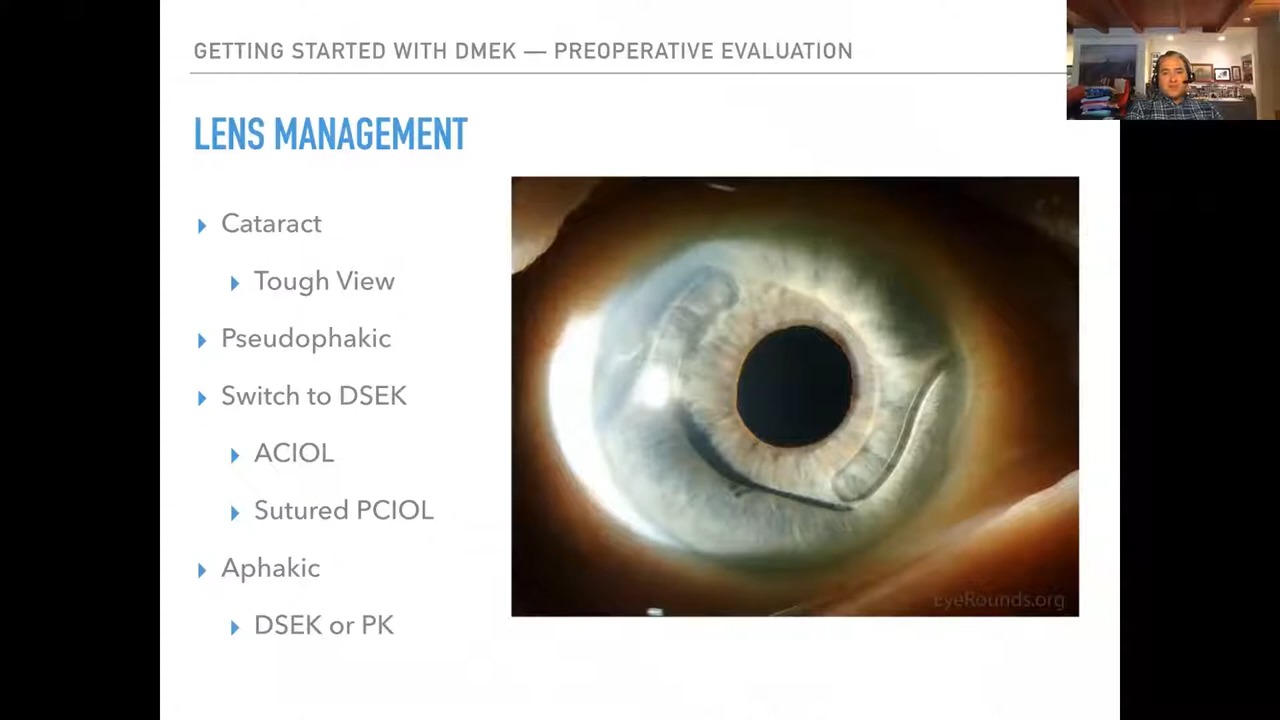 GETTING STARTED WITH DMEK — PREOPERATIVE EVALUATION
LENS MANAGEMENT
Cataract
Tough View
Pseudophakic
Switch to DSEK
ACIOL
Sutured PCIOL
Aphakic
DSEK or PK
EyeRounds.org